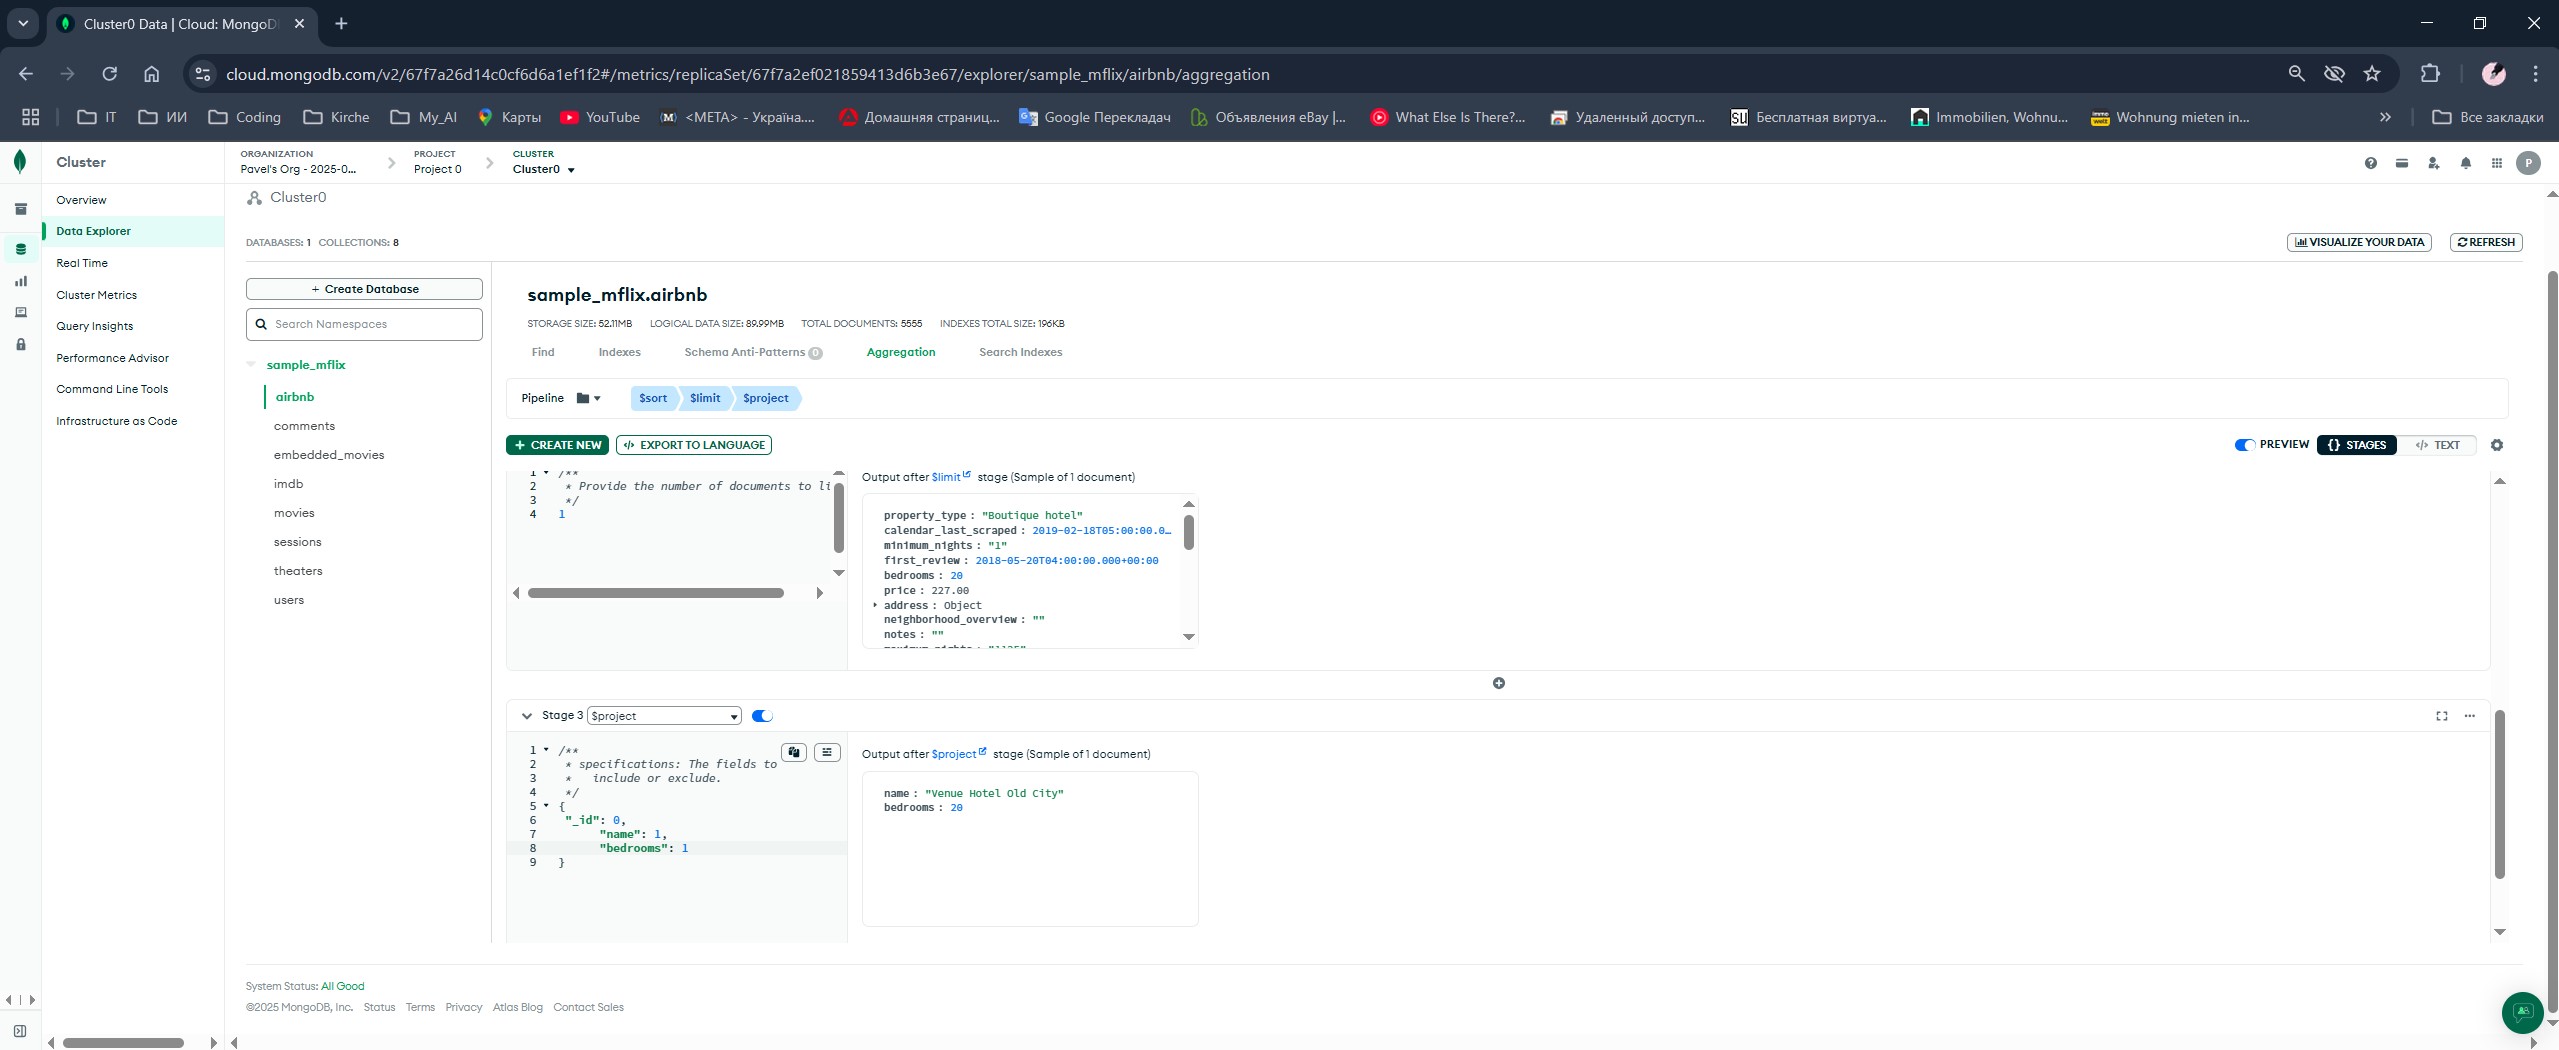 Cluster0 Data | Cloud: MongoD
cloud.mongodb.com/v2/67f7a26d14c0cf6d6a1ef1f2#/metrics/replicaSet/67f7a2ef021859413d6b3e67/explorer/sample_mflix/airbnb/aggregation
IT ИИ Coding Kirche My_AI Карты YouTube <META> - Україна.... Домашняя страниц... Google Перекладач Объявления eBay |... What Else Is There?... Удаленный доступ... Бесплатная виртуа... Immobilien, Wohnu... Wohnung mieten in... » Все закладки
Cluster
ORGANIZATION
Pavel's Org - 2025-0...
PROJECT
Project 0
CLUSTER
Cluster0
P
Overview
Data Explorer
Real Time
Cluster Metrics
Query Insights
Performance Advisor
Command Line Tools
Infrastructure as Code
Cluster0
DATABASES: 1 COLLECTIONS: 8
VISUALIZE YOUR DATA
REFRESH
+ Create Database
Search Namespaces
sample_mflix
airbnb
comments
embedded_movies
imdb
movies
sessions
theaters
users
sample_mflix.airbnb
STORAGE SIZE: 52.11MB LOGICAL DATA SIZE: 89.99MB TOTAL DOCUMENTS: 5555 INDEXES TOTAL SIZE: 196KB
Find Indexes Schema Anti-Patterns 0 Aggregation Search Indexes
Pipeline $sort $limit $project
+ CREATE NEW </> EXPORT TO LANGUAGE
PREVIEW {} STAGES </> TEXT
1 /**
2 * Provide the number of documents to li
3 */
4 1
Output after $limit stage (Sample of 1 document)
property_type : "Boutique hotel"
calendar_last_scraped : 2019-02-18T05:00:00.0…
minimum_nights : "1"
first_review : 2018-05-20T04:00:00.000+00:00
bedrooms : 20
price : 227.00
address : Object
neighborhood_overview : ""
notes : ""
maximum_nights : "1125"
Stage 3 $project
1 /**
2 * specifications: The fields to
3 * include or exclude.
4 */
5 {
6 "_id": 0,
7 "name": 1,
8 "bedrooms": 1
9 }
Output after $project stage (Sample of 1 document)
name : "Venue Hotel Old City"
bedrooms : 20
System Status: All Good
©2025 MongoDB, Inc. Status Terms Privacy Atlas Blog Contact Sales